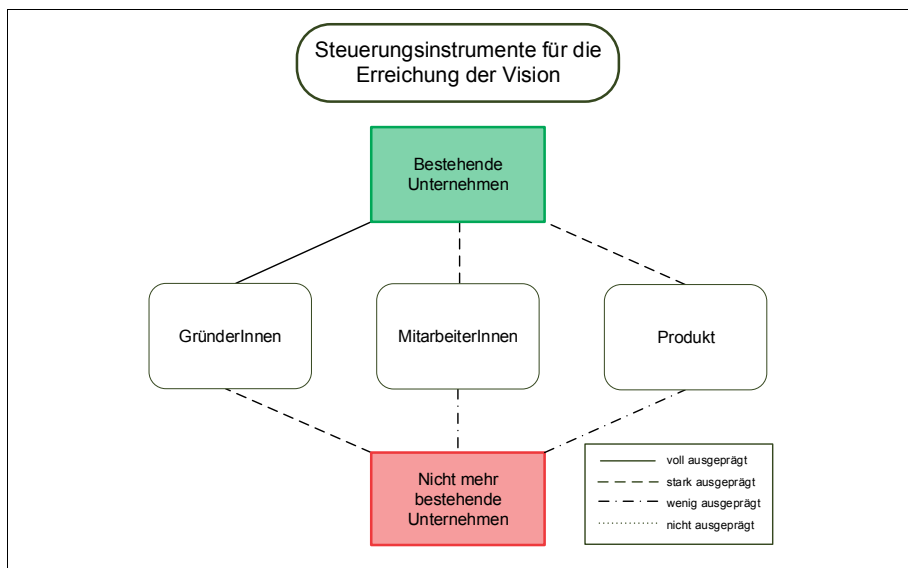 Steuerungsinstrumente für die
Erreichung der Vision
Bestehende
Unternehmen
GründerInnen
MitarbeiterInnen
Produkt
Nicht mehr
bestehende
Unternehmen
voll ausgeprägt
stark ausgeprägt
wenig ausgeprägt
nicht ausgeprägt